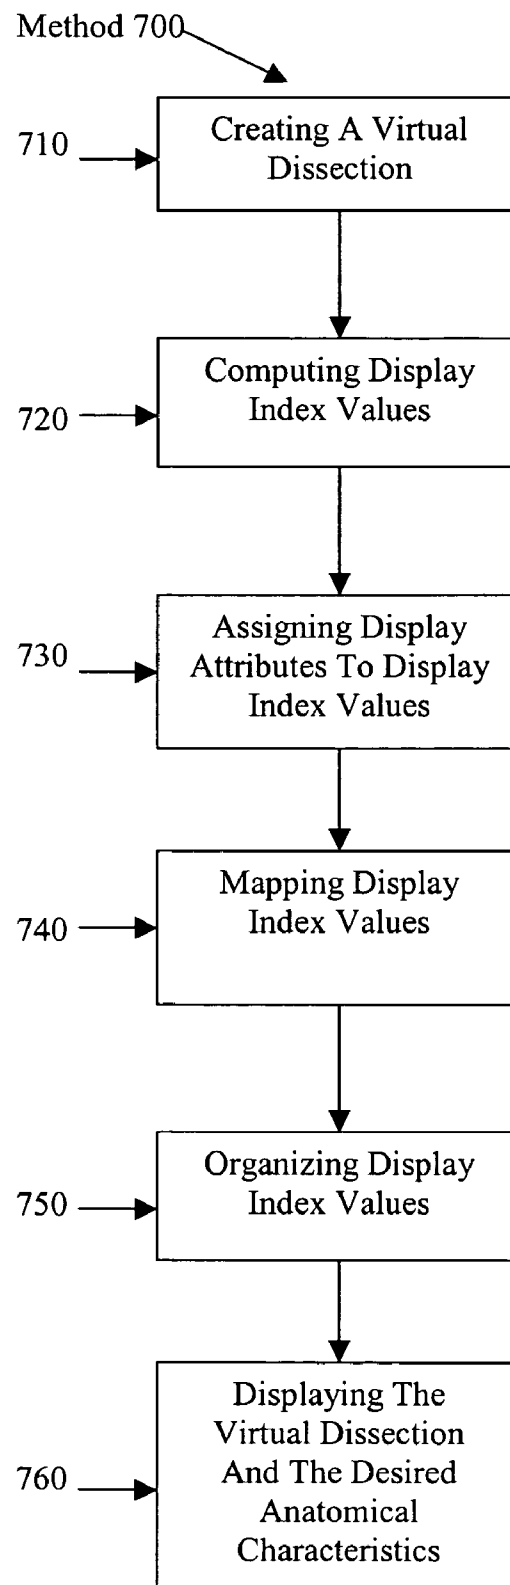 Method 700
710
Creating A Virtual
Dissection
720
Computing Display
Index Values
730
Assigning Display
Attributes To Display
Index Values
740
Mapping Display
Index Values
750
Organizing Display
Index Values
760
Displaying The
Virtual Dissection
And The Desired
Anatomical
Characteristics